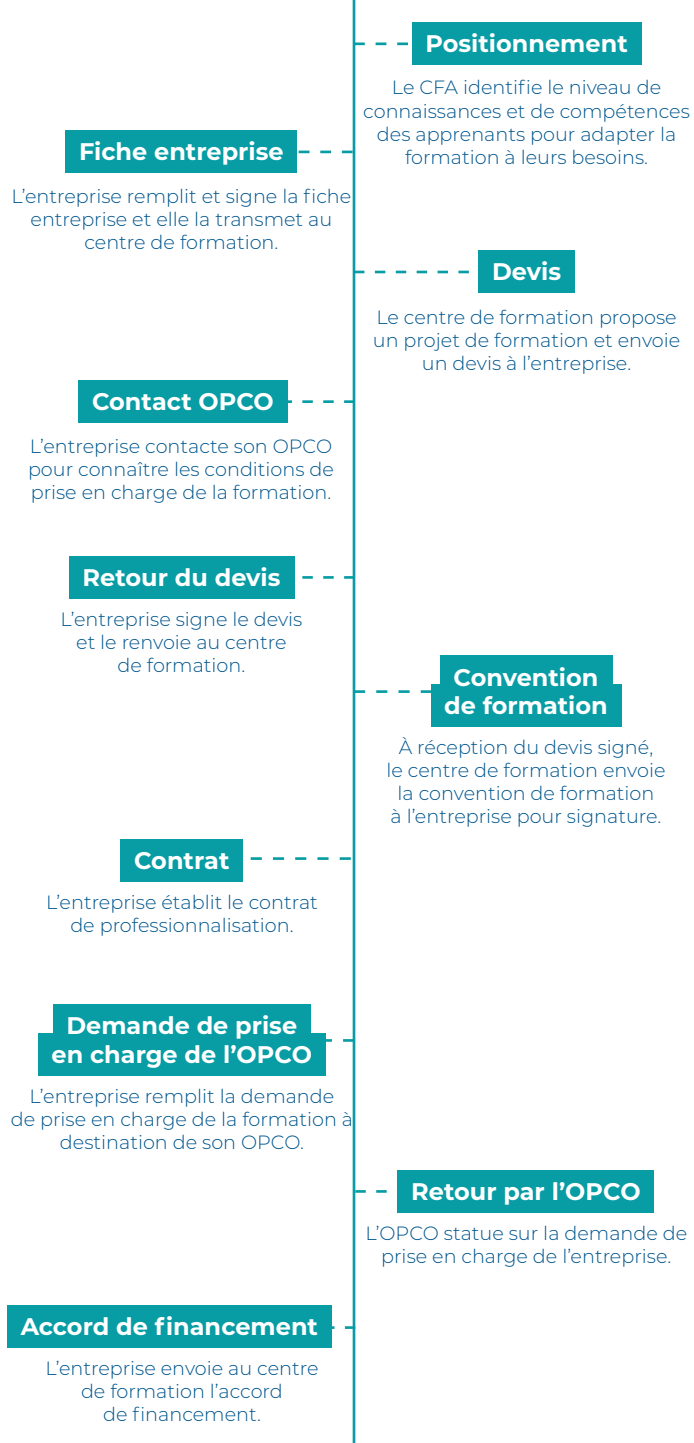 Positionnement
Le CFA identifie le niveau de
connaissances et de compétences
des apprenants pour adapter la
formation à leurs besoins.
Fiche entreprise
L’entreprise remplit et signe la fiche
entreprise et elle la transmet au
centre de formation.
Devis
Le centre de formation propose
un projet de formation et envoie
un devis à l’entreprise.
Contact OPCO
L’entreprise contacte son OPCO
pour connaître les conditions de
prise en charge de la formation.
Retour du devis
L’entreprise signe le devis
et le renvoie au centre
de formation.
Convention
de formation
À réception du devis signé,
le centre de formation envoie
la convention de formation
à l’entreprise pour signature.
Contrat
L’entreprise établit le contrat
de professionnalisation.
Demande de prise
en charge de l’OPCO
L’entreprise remplit la demande
de prise en charge de la formation à
destination de son OPCO.
Retour par l’OPCO
L’OPCO statue sur la demande de
prise en charge de l’entreprise.
Accord de financement
L’entreprise envoie au centre
de formation l’accord
de financement.